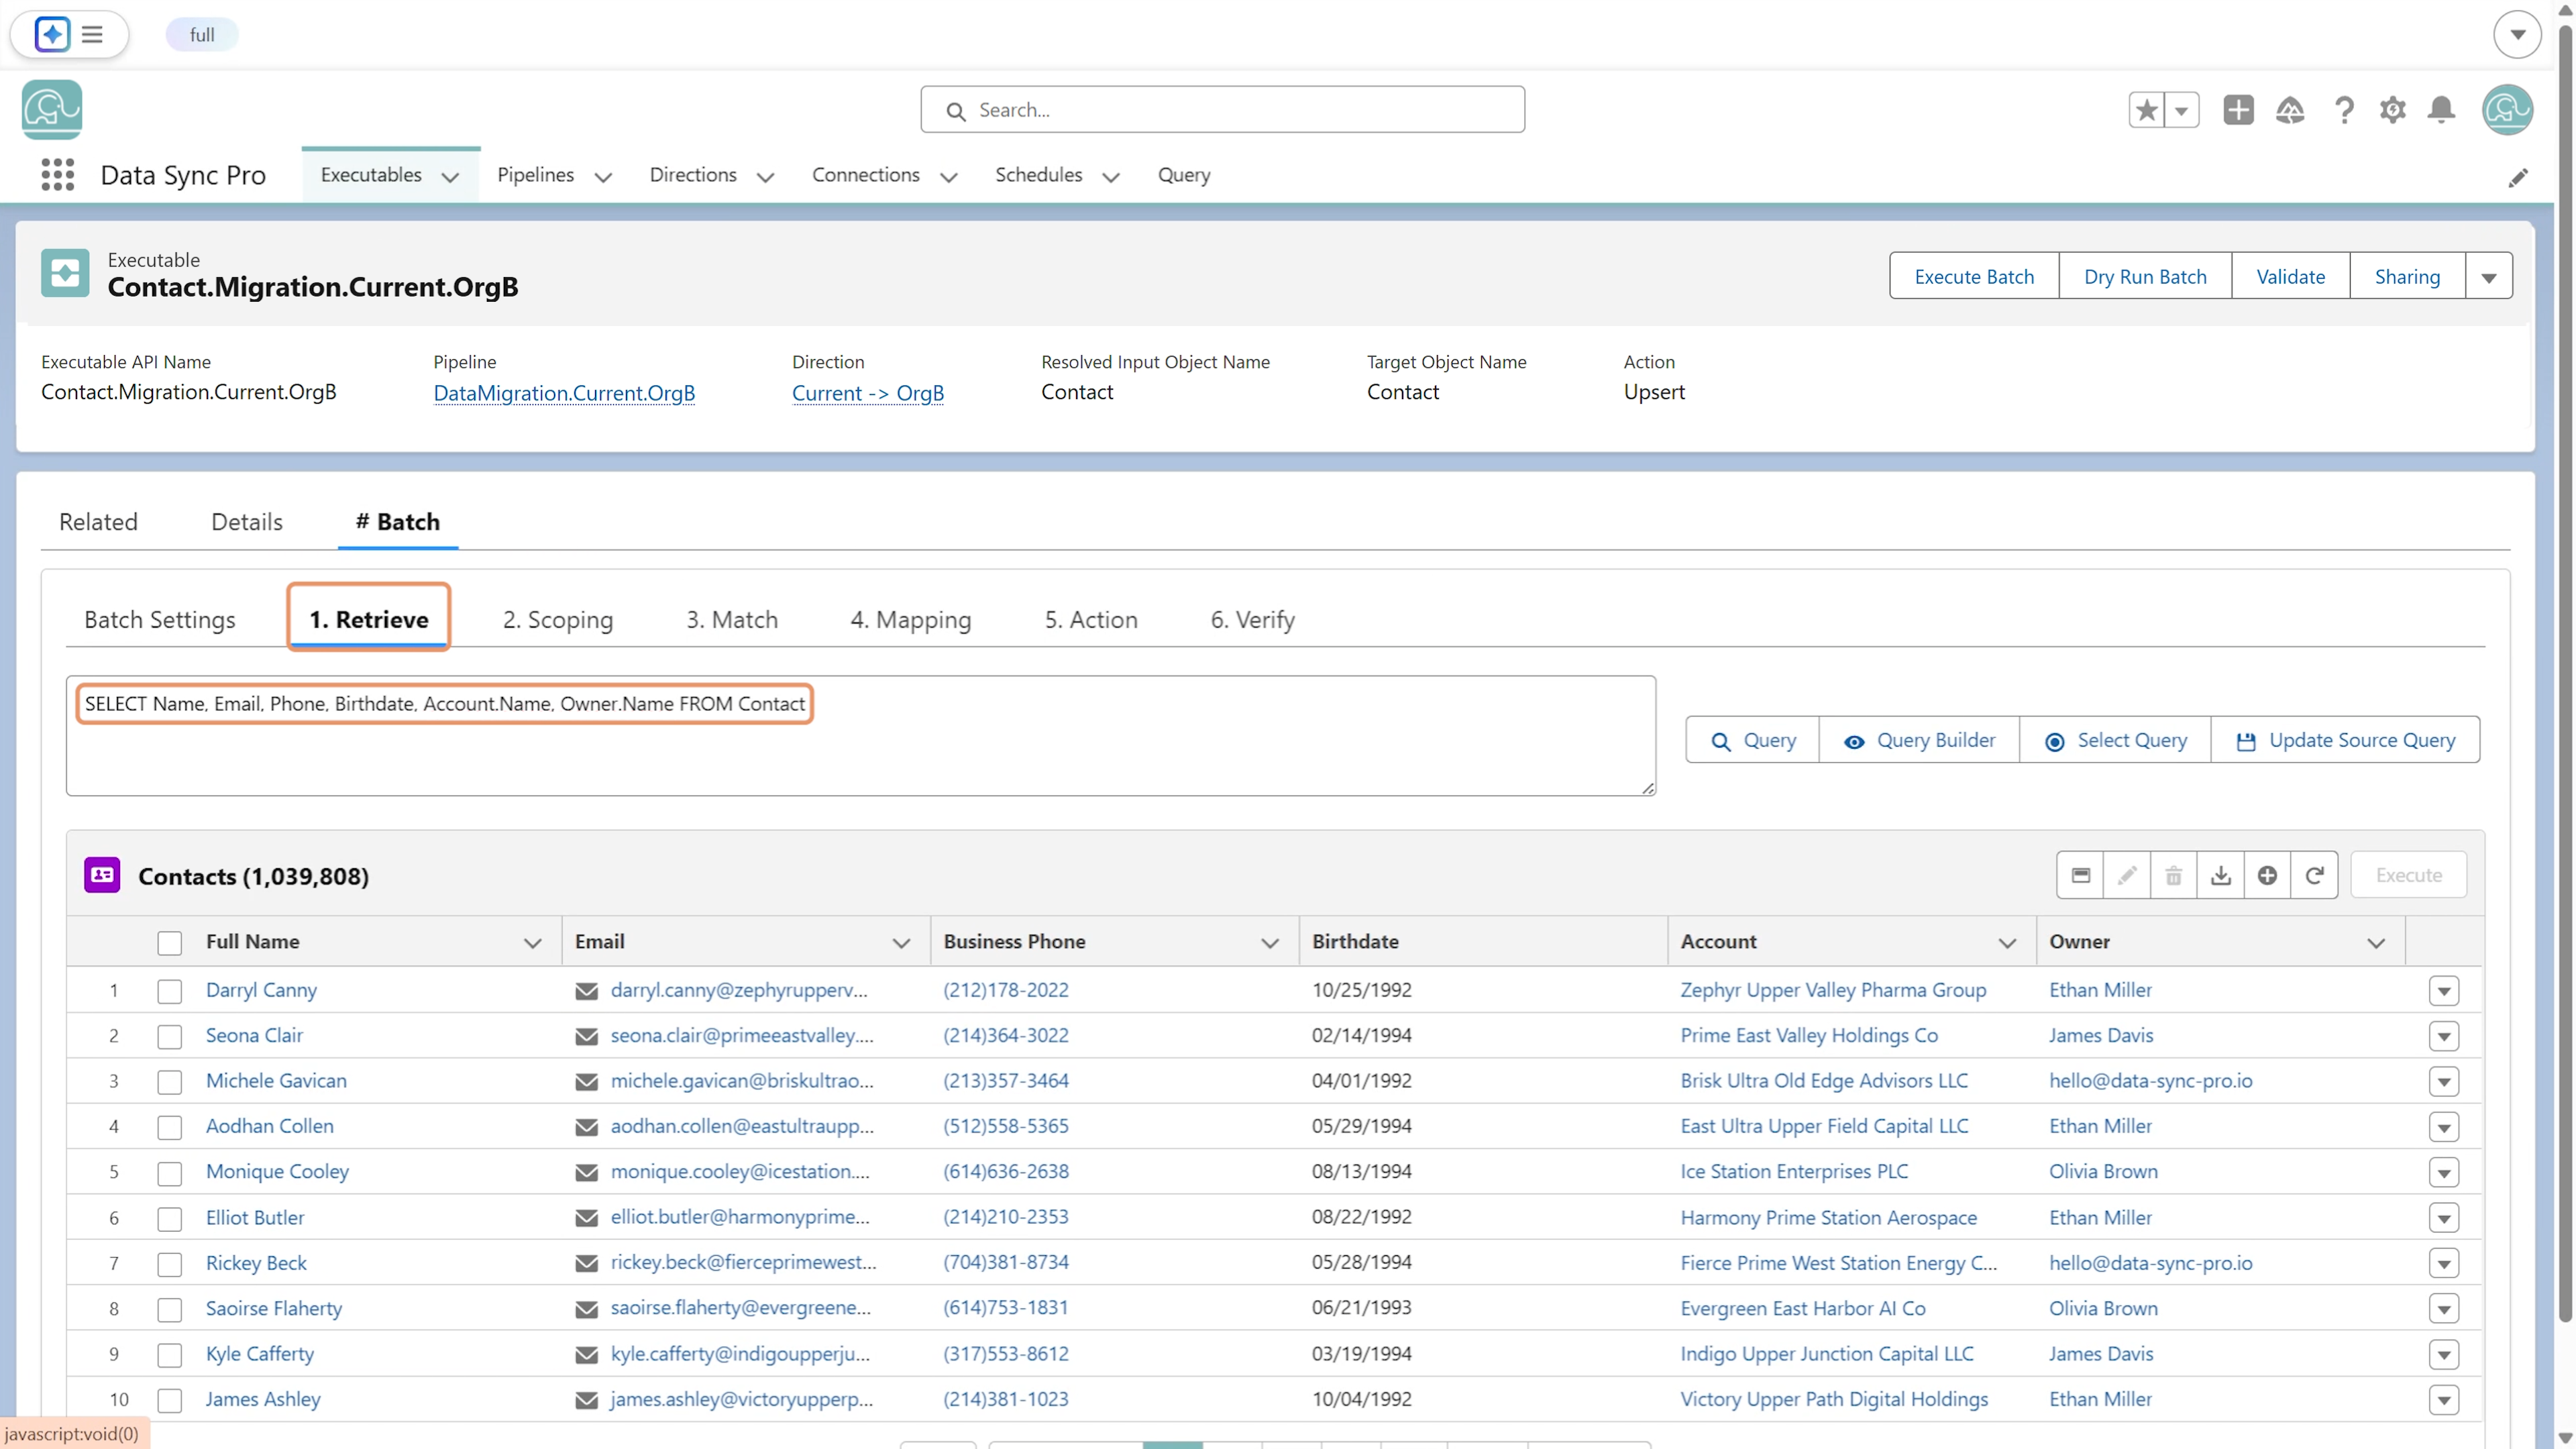 full
Search...
Data Sync Pro
Executables
Pipelines
Directions
Connections
Schedules
Query
Executable
Contact.Migration.Current.OrgB
Execute Batch
Dry Run Batch
Validate
Sharing
Executable API Name
Pipeline
Direction
Resolved Input Object Name
Target Object Name
Action
Contact.Migration.Current.OrgB
DataMigration.Current.OrgB
Current -> OrgB
Contact
Contact
Upsert
Related
Details
# Batch
Batch Settings
1. Retrieve
2. Scoping
3. Match
4. Mapping
5. Action
6. Verify
SELECT Name, Email, Phone, Birthdate, Account.Name, Owner.Name FROM Contact
Query
Query Builder
Select Query
Update Source Query
Contacts (1,039,808)
Execute
Full Name Email Business Phone Birthdate Account Owner
1 Darryl Canny darryl.canny@zephyrupperv... (212)178-2022 10/25/1992 Zephyr Upper Valley Pharma Group Ethan Miller
2 Seona Clair seona.clair@primeeastvalley.... (214)364-3022 02/14/1994 Prime East Valley Holdings Co James Davis
3 Michele Gavican michele.gavican@briskultrao... (213)357-3464 04/01/1992 Brisk Ultra Old Edge Advisors LLC hello@data-sync-pro.io
4 Aodhan Collen aodhan.collen@eastultraupp... (512)558-5365 05/29/1994 East Ultra Upper Field Capital LLC Ethan Miller
5 Monique Cooley monique.cooley@icestation.... (614)636-2638 08/13/1994 Ice Station Enterprises PLC Olivia Brown
6 Elliot Butler elliot.butler@harmonyprime... (214)210-2353 08/22/1992 Harmony Prime Station Aerospace Ethan Miller
7 Rickey Beck rickey.beck@fierceprimewest... (704)381-8734 05/28/1994 Fierce Prime West Station Energy C... hello@data-sync-pro.io
8 Saoirse Flaherty saoirse.flaherty@evergreene... (614)753-1831 06/21/1993 Evergreen East Harbor AI Co Olivia Brown
9 Kyle Cafferty kyle.cafferty@indigoupperju... (317)553-8612 03/19/1994 Indigo Upper Junction Capital LLC James Davis
10 James Ashley james.ashley@victoryupperp... (214)381-1023 10/04/1992 Victory Upper Path Digital Holdings Ethan Miller
javascript:void(0)